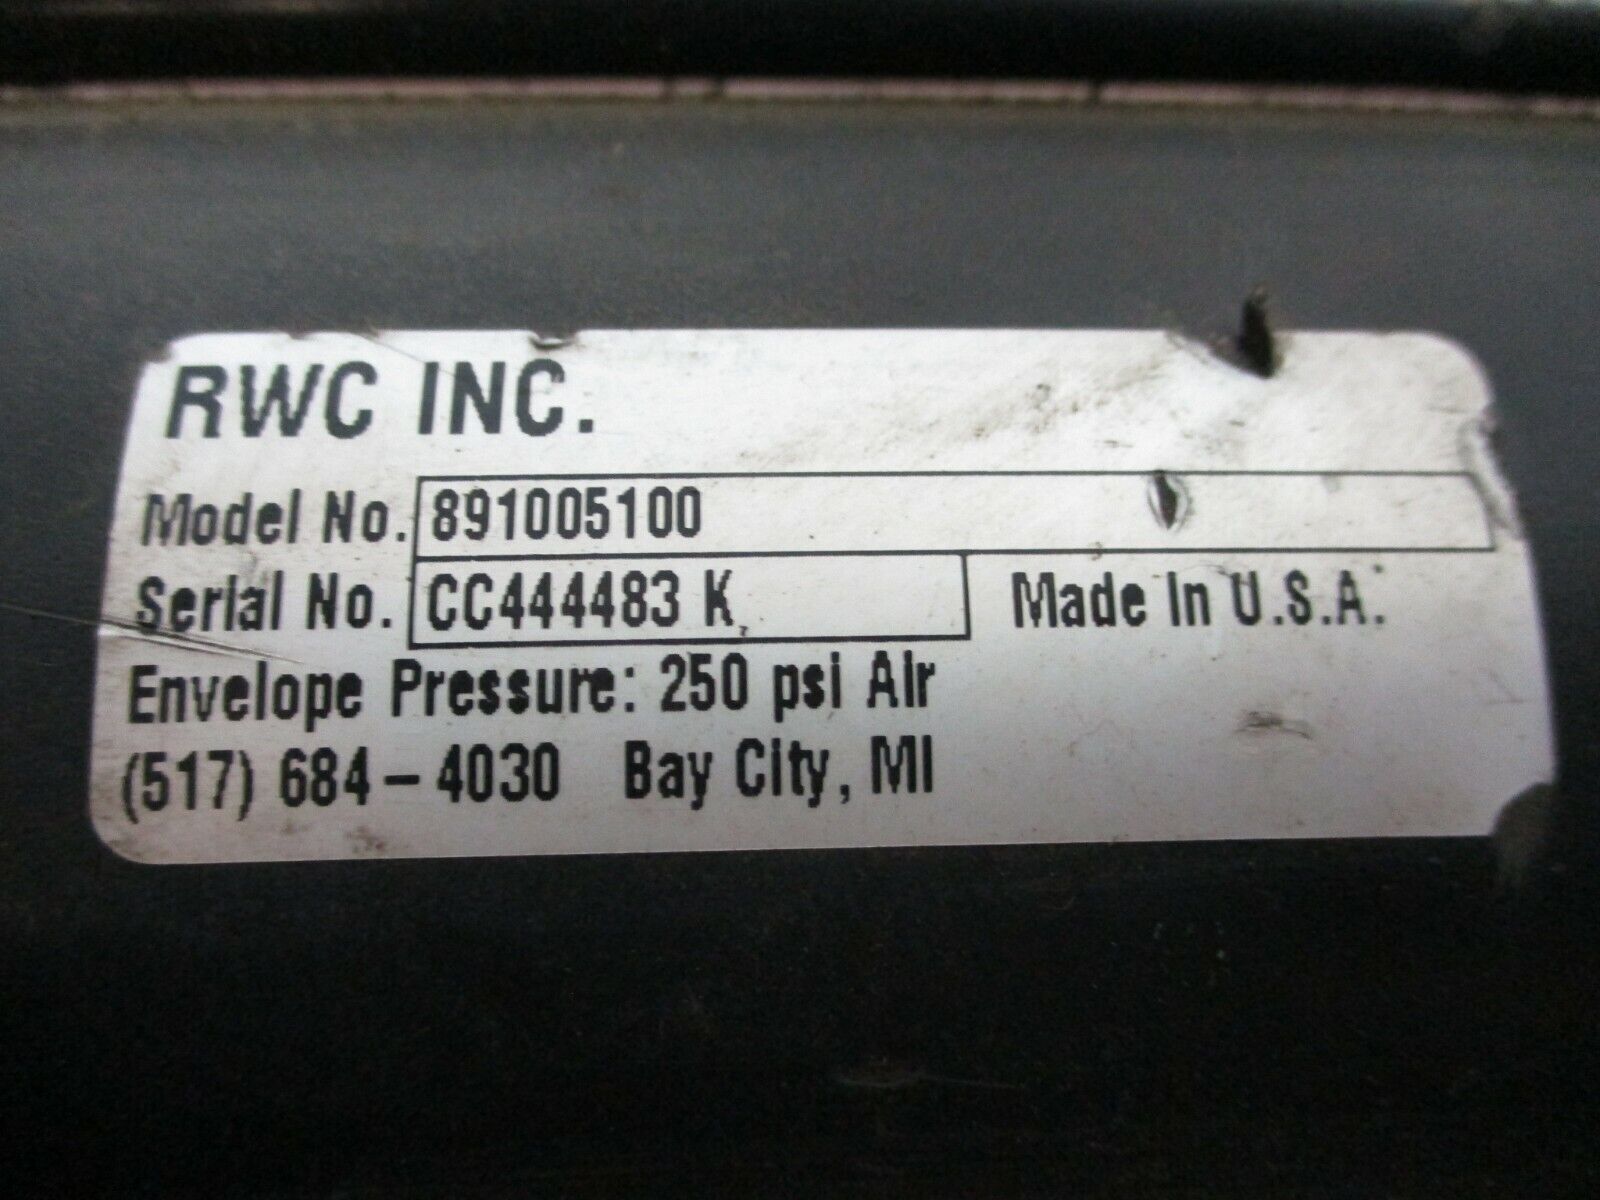 RWC INC.
Model No. 891005100
Serial No. CC444483 K
Made In U.S.A.
Envelope Pressure: 250 psi Air
(517) 684-4030 Bay City, MI